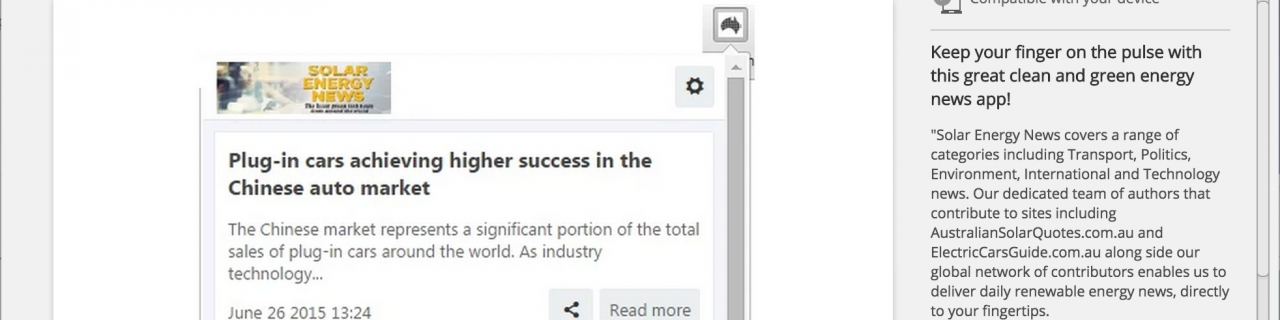 SOLAR
ENERGY
NEWS
Plug-in cars achieving higher success in the
Chinese auto market
The Chinese market represents a significant portion of the total
sales of plug-in cars around the world. As industry
technology...
June 26 2015 13:24
Read more
Compatible with your device
Keep your finger on the pulse with
this great clean and green energy
news app!
"Solar Energy News covers a range of
categories including Transport, Politics,
Environment, International and Technology
news. Our dedicated team of authors that
contribute to sites including
AustralianSolarQuotes.com.au and
ElectricCarsGuide.com.au along side our
global network of contributors enables us to
deliver daily renewable energy news, directly
to your fingertips.